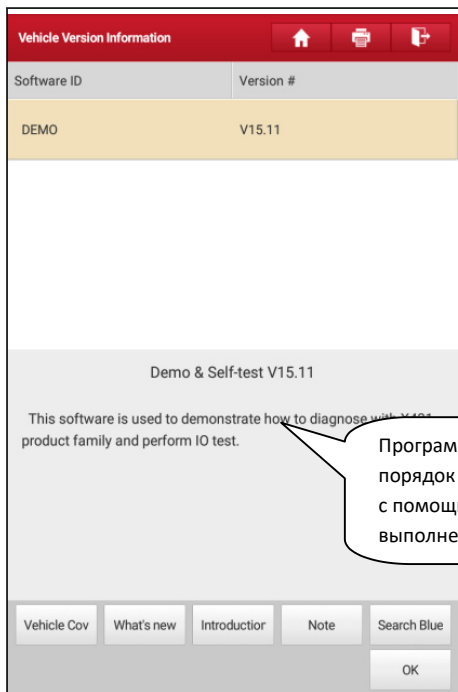 Vehicle Version Information
Software ID Version #
DEMO V15.11
Demo & Self-test V15.11
This software is used to demonstrate how to diagnose with X431
product family and perform IO test.
Програм
порядок
с помощ
выполне
Vehicle Cov What's new Introductior Note Search Blue
OK